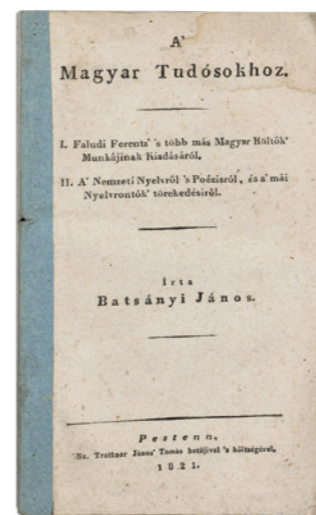 A'
Magyar Tudósokhoz.
I. Faludi Ferentz' 's több más Magyar Költők'
Munkájinak Kiadásáról.
II. A' Nemzeti Nyelvről 's Poézisról, és a' mái
Nyelvrontók' törekedésiről.
Írta
Batsányi János.
Pestenn,
Nz. Trattner János' Tamás betűjivel 's költségével,
1821.